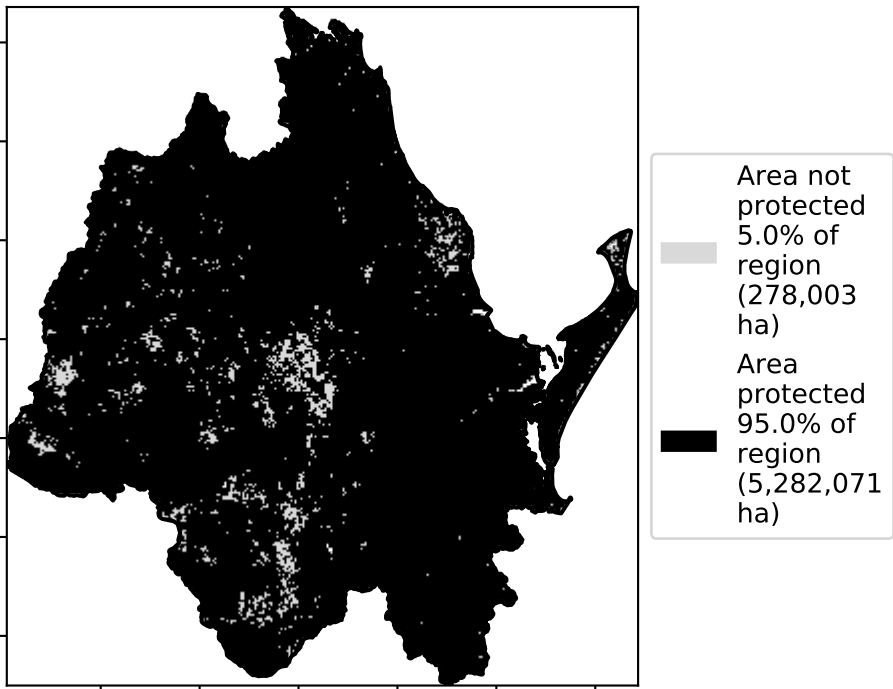 Area not
protected
5.0% of
region
(278,003
ha)
Area
protected
95.0% of
region
(5,282,071
ha)